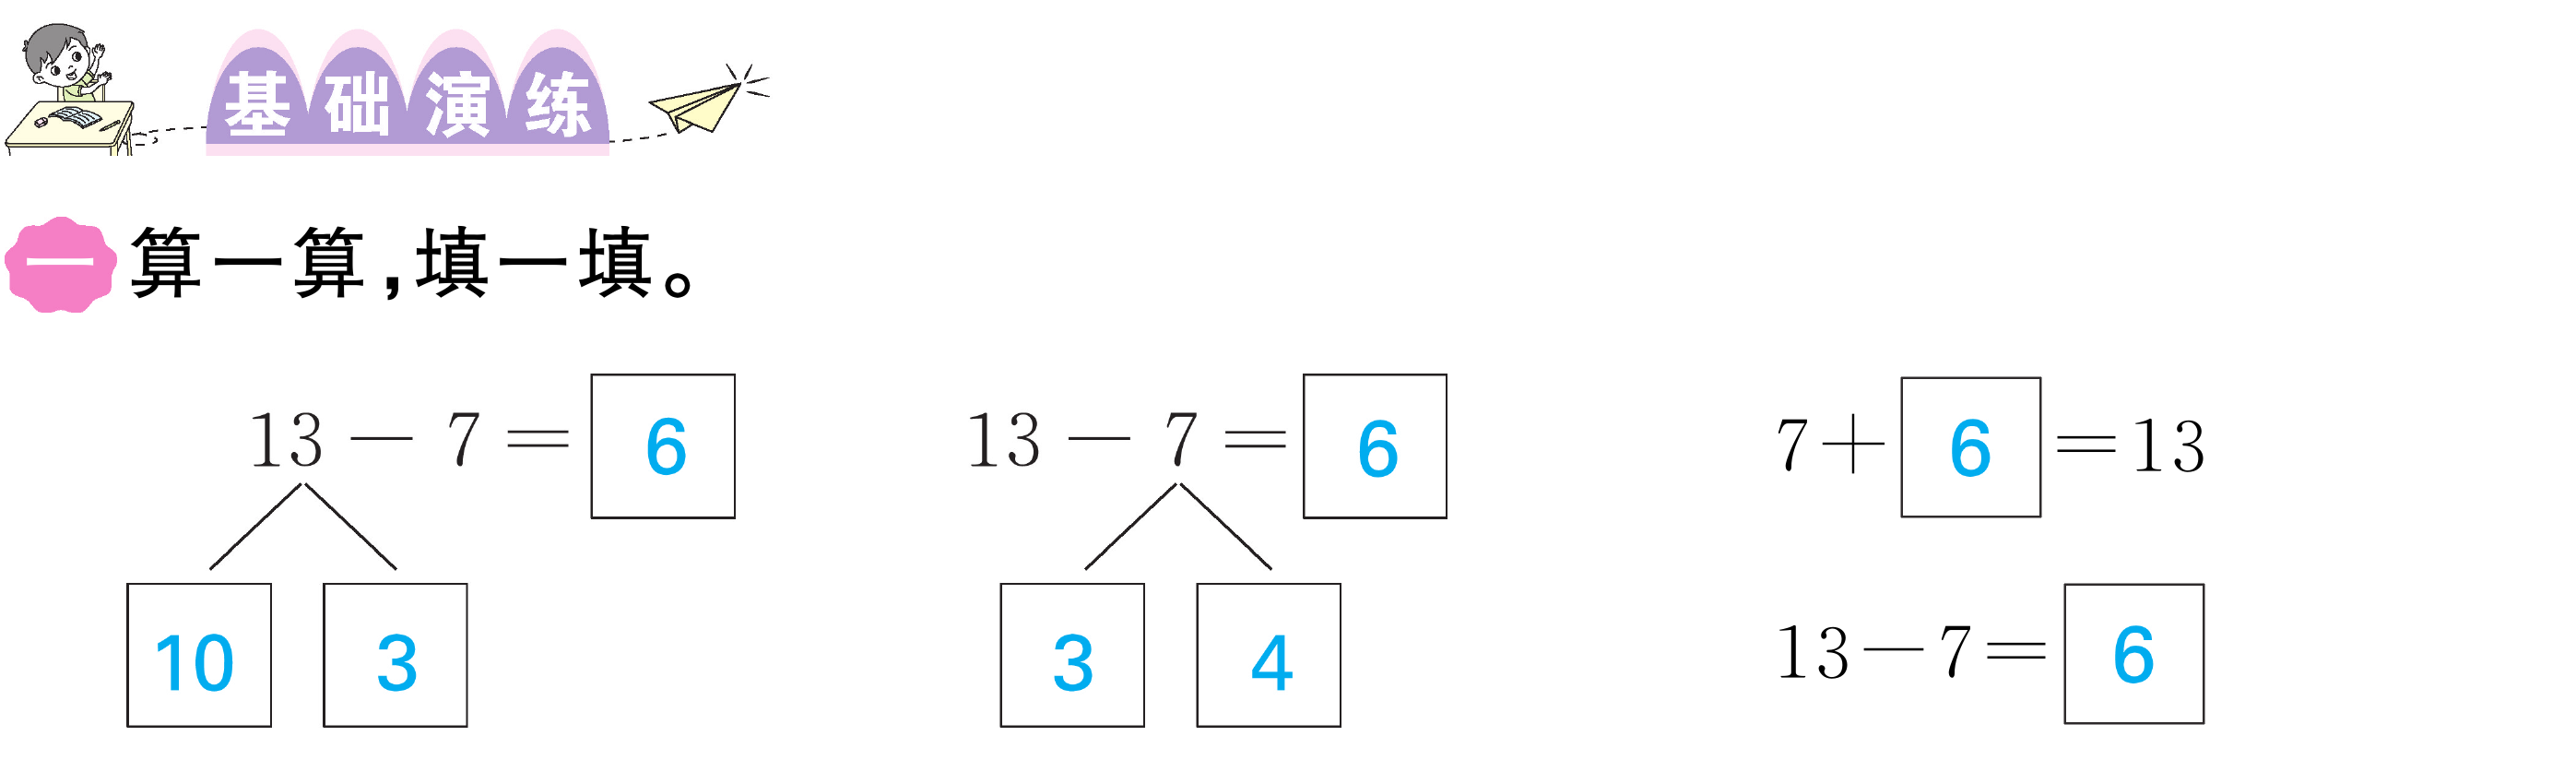 基础演练
一 算一算,填一填。
13 - 7 = 6
10 3
13 - 7 = 6
3 4
7 + 6 = 13
13 - 7 = 6